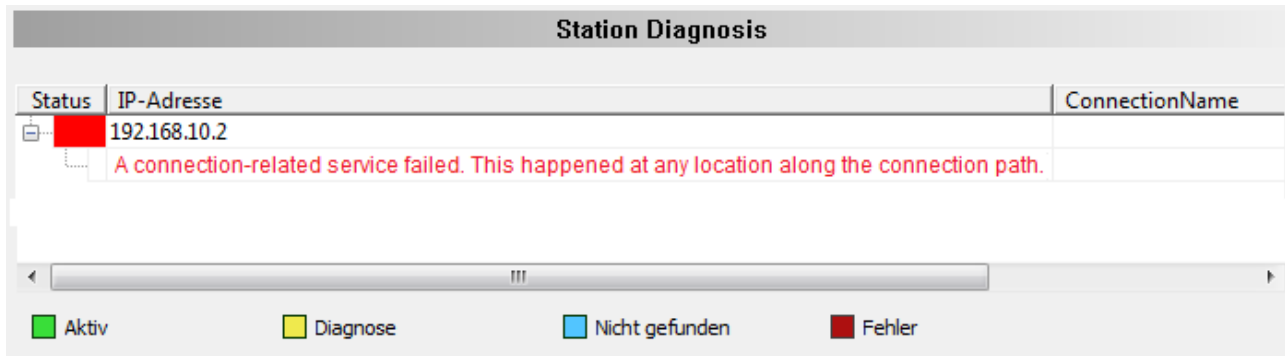 Station Diagnosis
Status IP-Adresse ConnectionName
192.168.10.2
A connection-related service failed. This happened at any location along the connection path.
Aktiv Diagnose Nicht gefunden Fehler